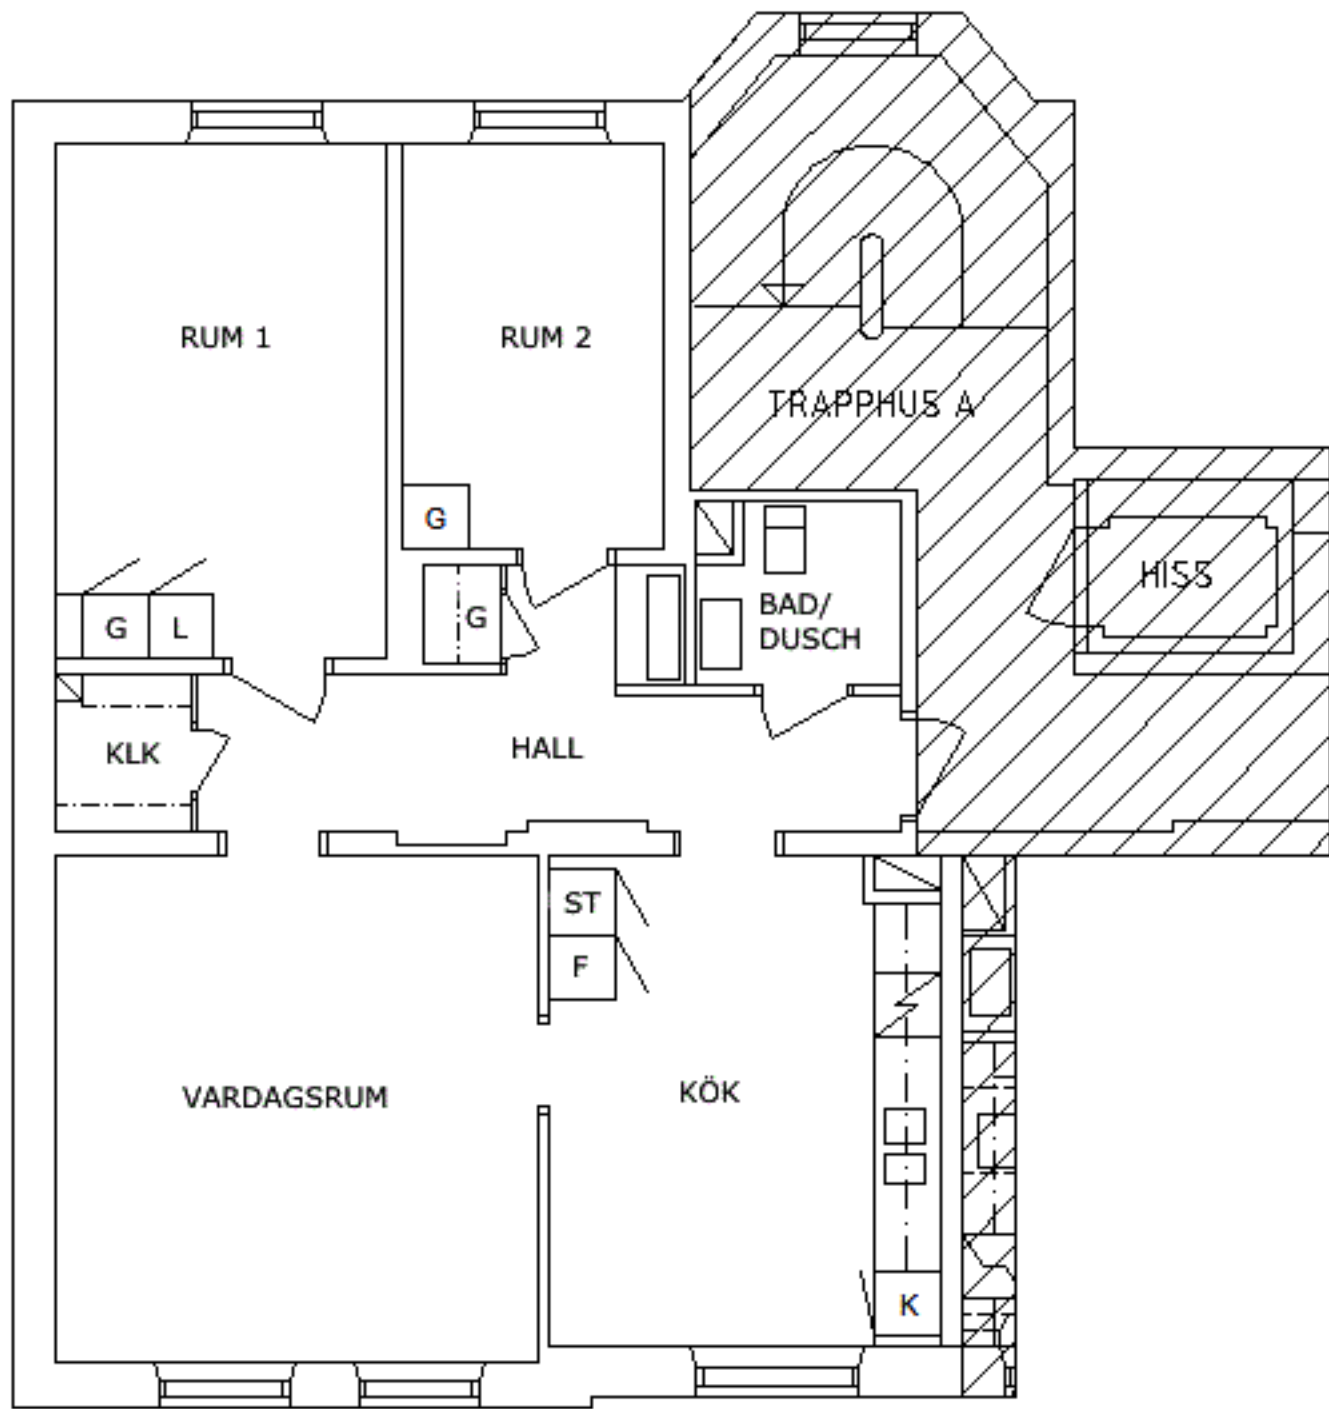 RUM 1
RUM 2
TRAPPHUS A
G
HISS
G
L
G
BAD/
DUSCH
KLK
HALL
ST
F
VARDAGSRUM
KÖK
K